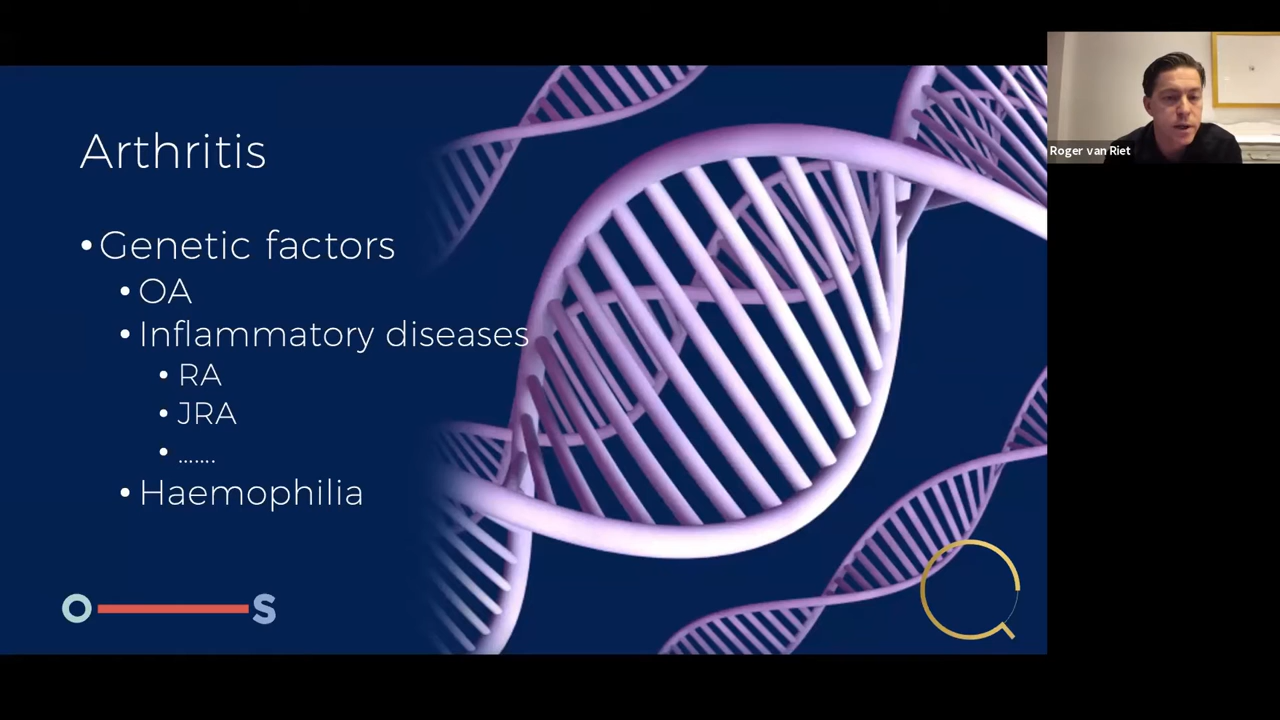 Arthritis
• Genetic factors
• OA
• Inflammatory diseases
• RA
• JRA
• .......
• Haemophilia
O S
Roger van Riet